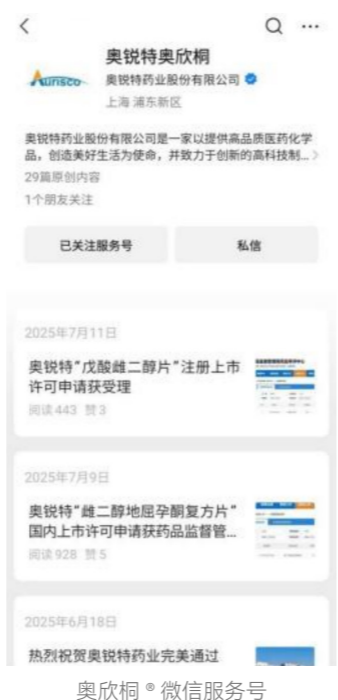 奥锐特奥欣桐
Aurisco
奥锐特药业股份有限公司
上海 浦东新区
奥锐特药业股份有限公司是一家以提供高品质医药化学
品，创造美好生活为使命，并致力于创新的高科技制...
29篇原创内容
1个朋友关注
已关注服务号
私信
2025年7月11日
奥锐特“戊酸雌二醇片”注册上市
许可申请获受理
阅读 443 赞 3
2025年7月9日
奥锐特“雌二醇地屈孕酮复方片”
国内上市许可申请获药品监督管...
阅读 928 赞 5
2025年6月18日
热烈祝贺奥锐特药业完美通过
奥欣桐 ® 微信服务号